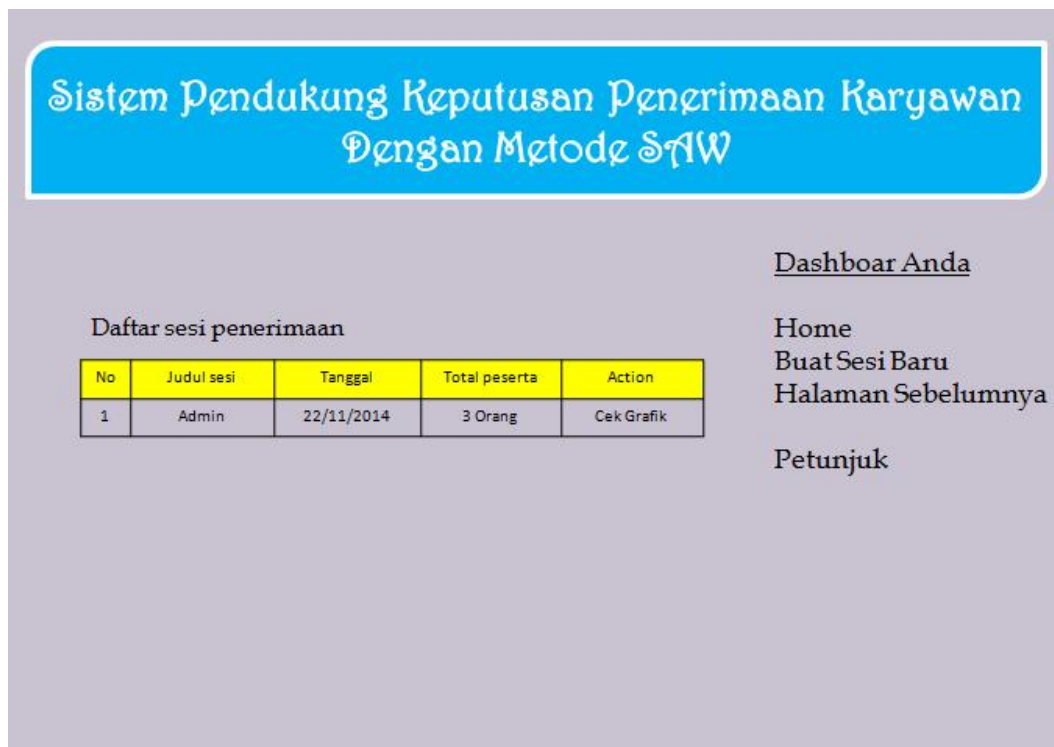 Sistem Pendukung Keputusan Penerimaan Karyawan
Dengan Metode SAW
Dashboar Anda
Daftar sesi penerimaan
Home
Buat Sesi Baru
Halaman Sebelumnya
Petunjuk
No Judul sesi Tanggal Total peserta Action
1 Admin 22/11/2014 3 Orang Cek Grafik